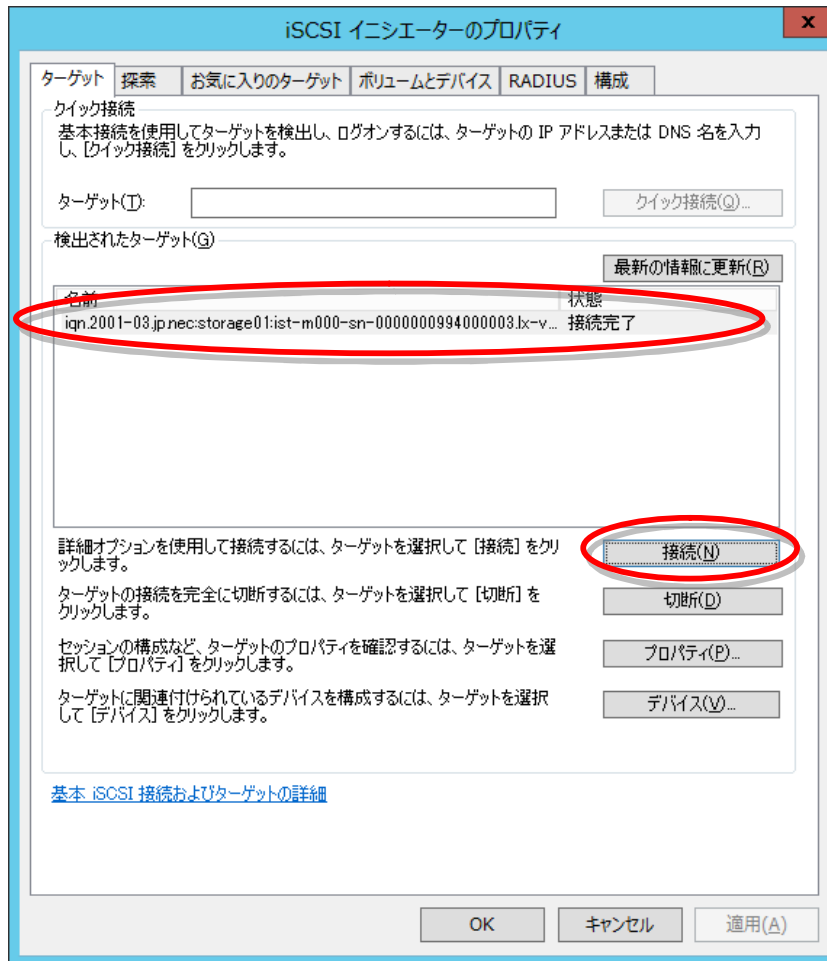 iSCSI イニシエーターのプロパティ
x
ターゲット 探索 お気に入りのターゲット ボリュームとデバイス RADIUS 構成
クイック接続
基本接続を使用してターゲットを検出し、ログオンするには、ターゲットの IP アドレスまたは DNS 名を入力
し、[クイック接続] をクリックします。
ターゲット(T): クイック接続(Q)...
検出されたターゲット(G)
最新の情報に更新(R)
名前 状態
iqn.2001-03.jp.nec:storage01:ist-m000-sn-0000000994000003.lx-v... 接続完了
詳細オプションを使用して接続するには、ターゲットを選択して [接続] をクリ
ックします。
接続(N)
ターゲットの接続を完全に切断するには、ターゲットを選択して [切断] を
クリックします。
切断(D)
セッションの構成など、ターゲットのプロパティを確認するには、ターゲットを選
択して [プロパティ] をクリックします。
プロパティ(P)...
ターゲットに関連付けられているデバイスを構成するには、ターゲットを選択
して [デバイス] をクリックします。
デバイス(V)...
基本 iSCSI 接続およびターゲットの詳細
OK キャンセル 適用(A)